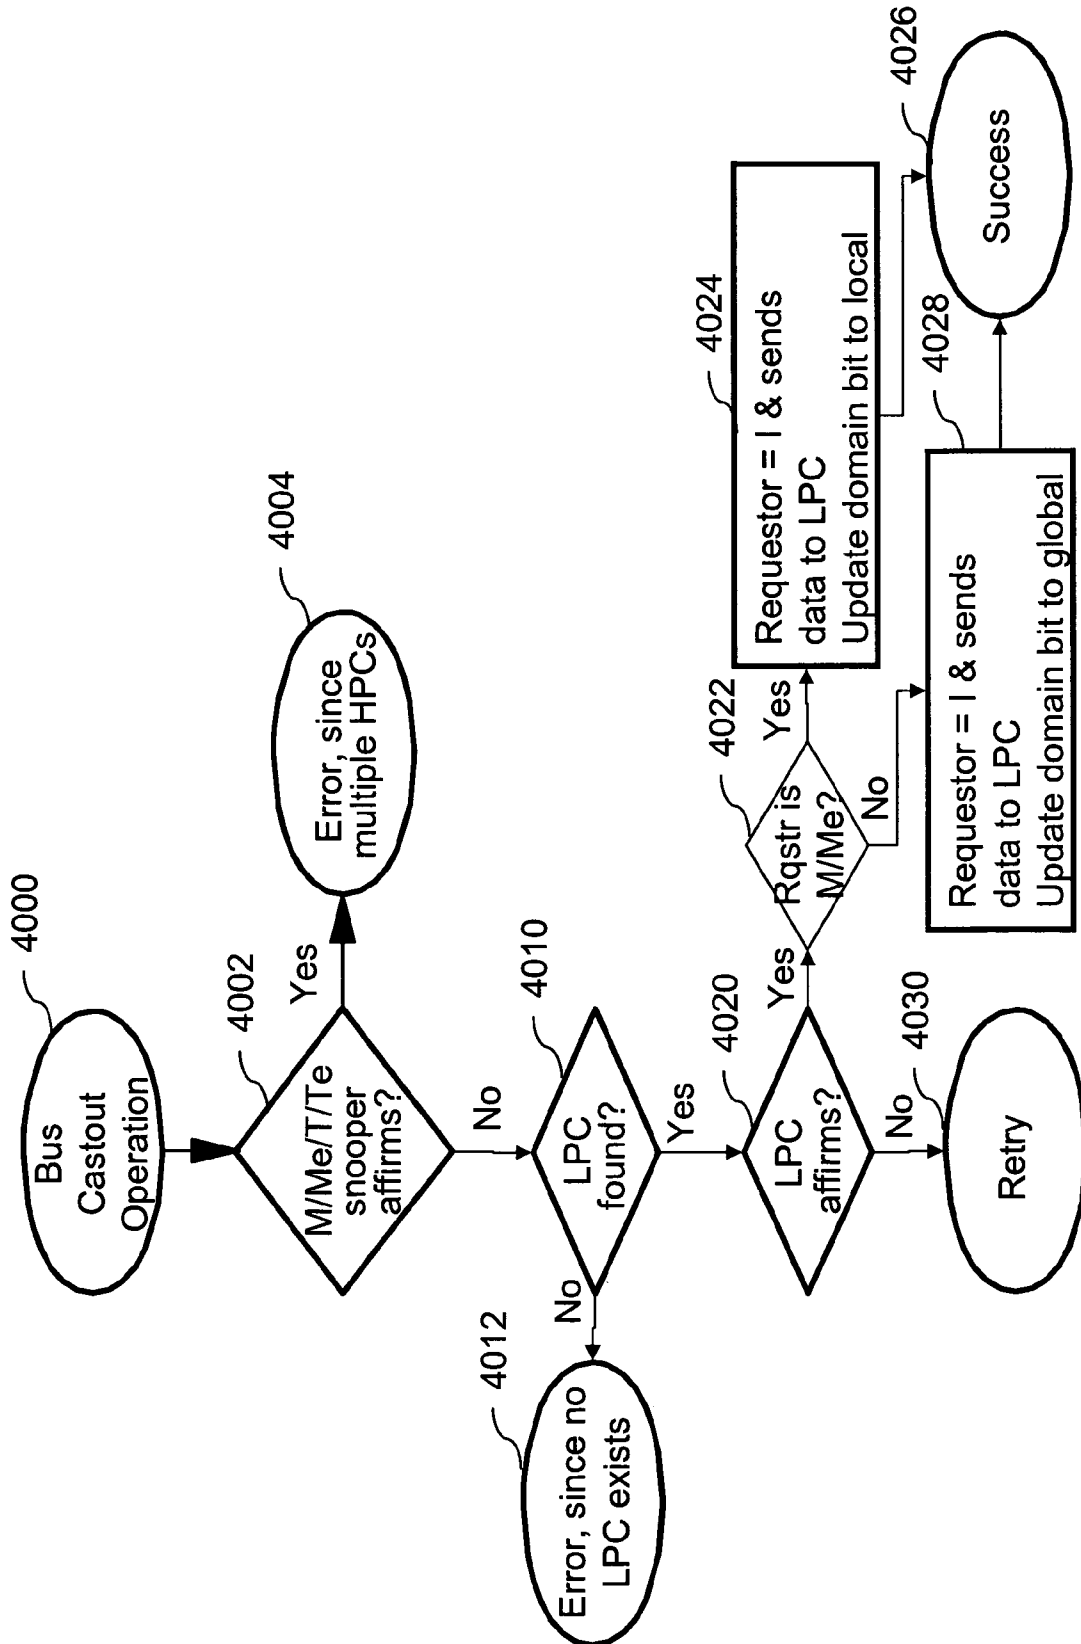 4000
Bus
Castout
Operation
4002
M/Me/T/Te
snooper
affirms?
Yes
4004
Error, since
multiple HPCs
No
4010
LPC
found?
No
4012
Error, since no
LPC exists
Yes
4020
LPC
affirms?
Yes
4022
Rqstr is
M/Me?
Yes
4024
Requestor = I & sends
data to LPC
Update domain bit to local
No
4028
Requestor = I & sends
data to LPC
Update domain bit to global
4026
Success
No
4030
Retry